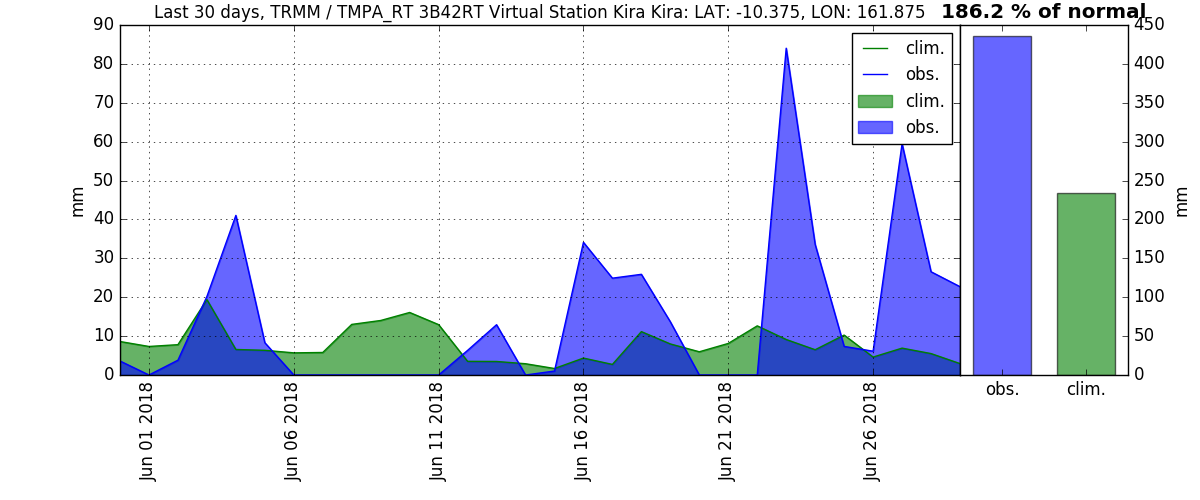 Last 30 days, TRMM / TMPA_RT 3B42RT Virtual Station Kira Kira: LAT: -10.375, LON: 161.875
186.2 % of normal
90
80
70
60
50
40
30
20
10
0
mm
clim.
obs.
clim.
obs.
Jun 01 2018
Jun 06 2018
Jun 11 2018
Jun 16 2018
Jun 21 2018
Jun 26 2018
450
400
350
300
250
200
150
100
50
0
mm
obs.
clim.